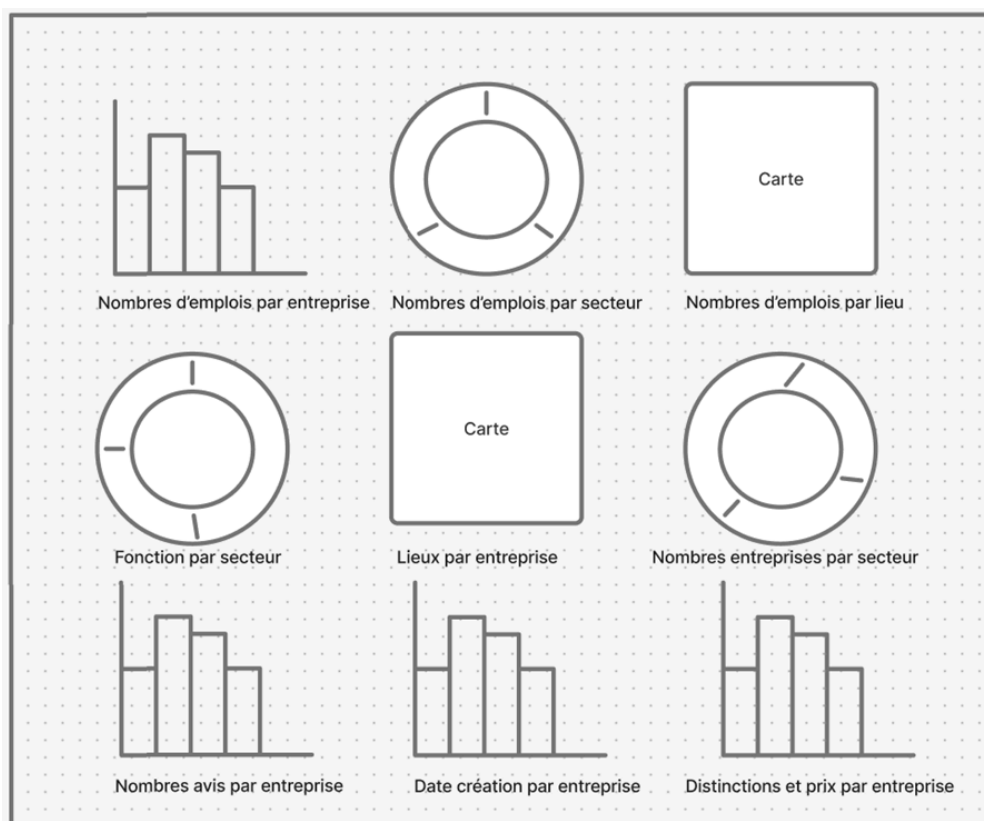 Carte
Nombres d'emplois par entreprise
Nombres d'emplois par secteur
Nombres d'emplois par lieu
Carte
Fonction par secteur
Lieux par entreprise
Nombres entreprises par secteur
Nombres avis par entreprise
Date création par entreprise
Distinctions et prix par entreprise